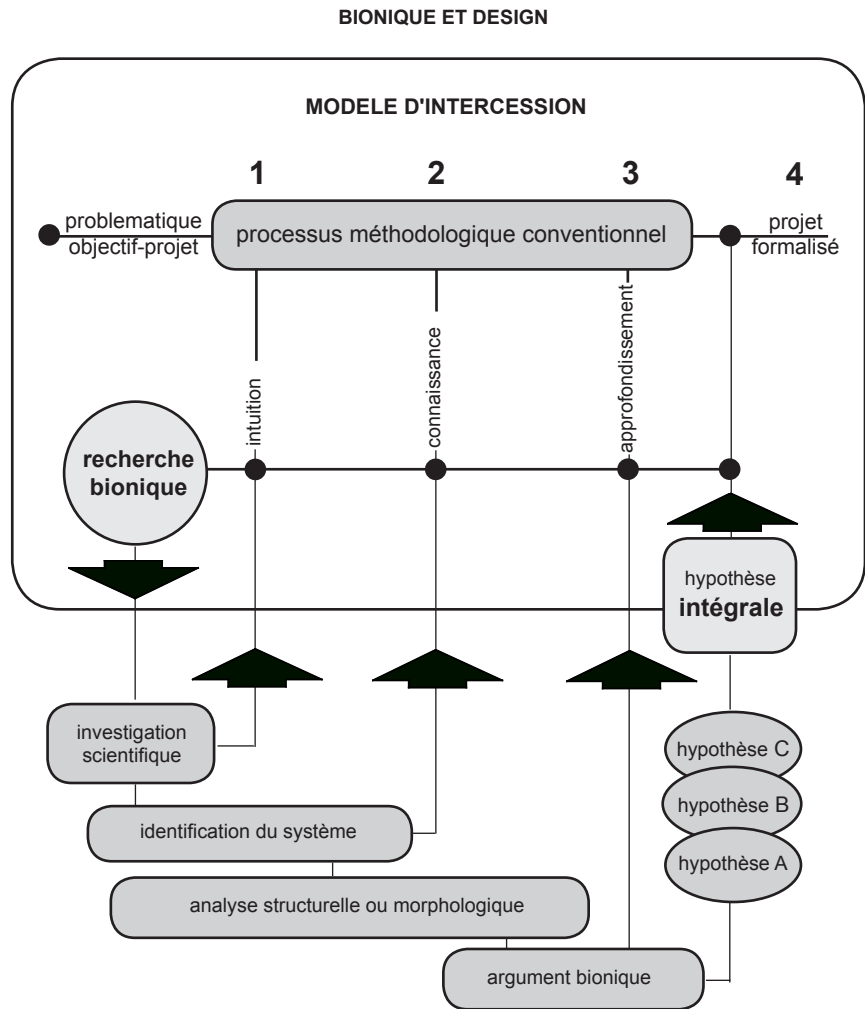 BIONIQUE ET DESIGN
MODELE D'INTERCESSION
1 2 3 4
problematique
objectif-projet
processus méthodologique conventionnel
projet
formalisé
intuition
connaissance
approfondissement
recherche
bionique
hypothèse
intégrale
investigation
scientifique
hypothèse C
identification du système
hypothèse B
hypothèse A
analyse structurelle ou morphologique
argument bionique